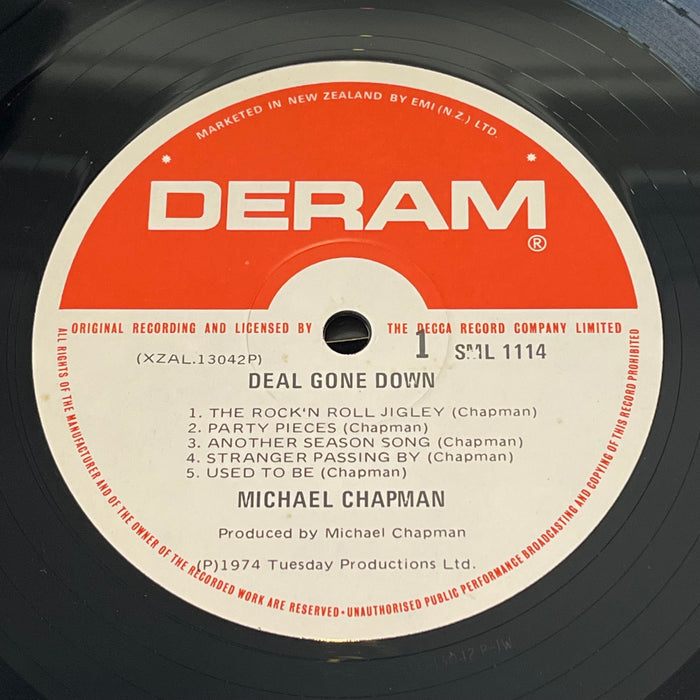 MARKETED IN NEW ZEALAND BY EMI (N.Z.) LTD.
DERAM
®
ORIGINAL RECORDING AND LICENSED BY THE DECCA RECORD COMPANY LIMITED
(XZAL.13042P)
1 SML 1114
DEAL GONE DOWN
1. THE ROCK'N ROLL JIGLEY (Chapman)
2. PARTY PIECES (Chapman)
3. ANOTHER SEASON SONG (Chapman)
4. STRANGER PASSING BY (Chapman)
5. USED TO BE (Chapman)
MICHAEL CHAPMAN
Produced by Michael Chapman
(P)1974 Tuesday Productions Ltd.
ALL RIGHTS OF THE MANUFACTURER AND OF THE OWNER OF THE RECORDED WORK ARE RESERVED • UNAUTHORISED PUBLIC PERFORMANCE BROADCASTING AND COPYING OF THIS RECORD PROHIBITED